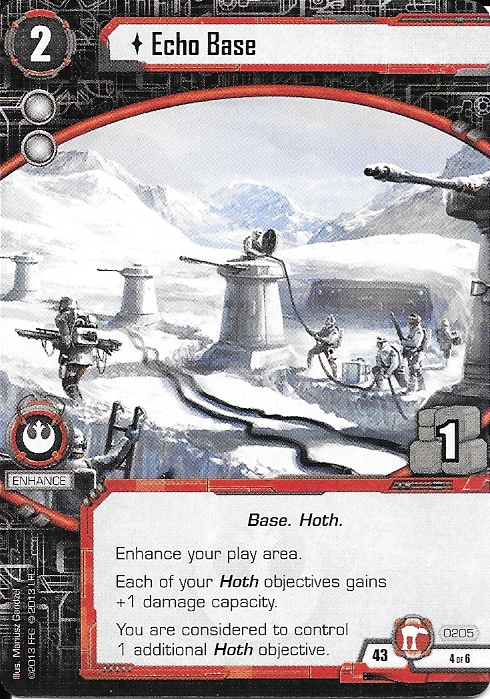 2
Echo Base
1
ENHANCE
Base. Hoth.
Enhance your play area.
Each of your Hoth objectives gains
+1 damage capacity.
You are considered to control
1 additional Hoth objective.
0205
43
4 OF 6
Illus. Mariusz Gandzel
©2013 FFG ©2013 LFL